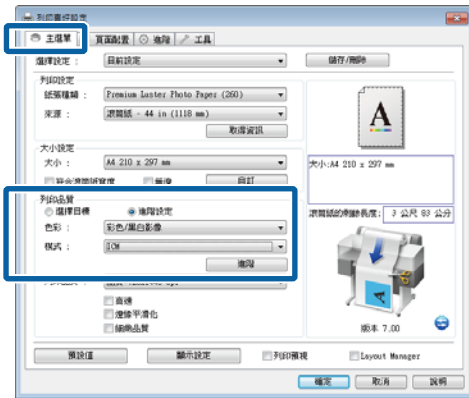 列印喜好設定
主選單 頁面配置 進階 工具
選擇設定： 目前設定 儲存/刪除
列印設定
紙張種類： Premium Luster Photo Paper (260)
來源： 滾筒紙 - 44 in (1118 mm)
取得資訊
大小設定
大小： A4 210 x 297 mm
自訂
大小:A4 210 x 297 mm
列印品質
選擇目標 進階設定
色彩： 彩色/黑白影像
模式： ICM
進階
滾筒紙的剩餘長度： 3 公尺 83 公分
高速
邊緣平滑化
細緻品質
版本 7.00
預設值 顯示設定 列印預視 Layout Manager
確定 取消 說明